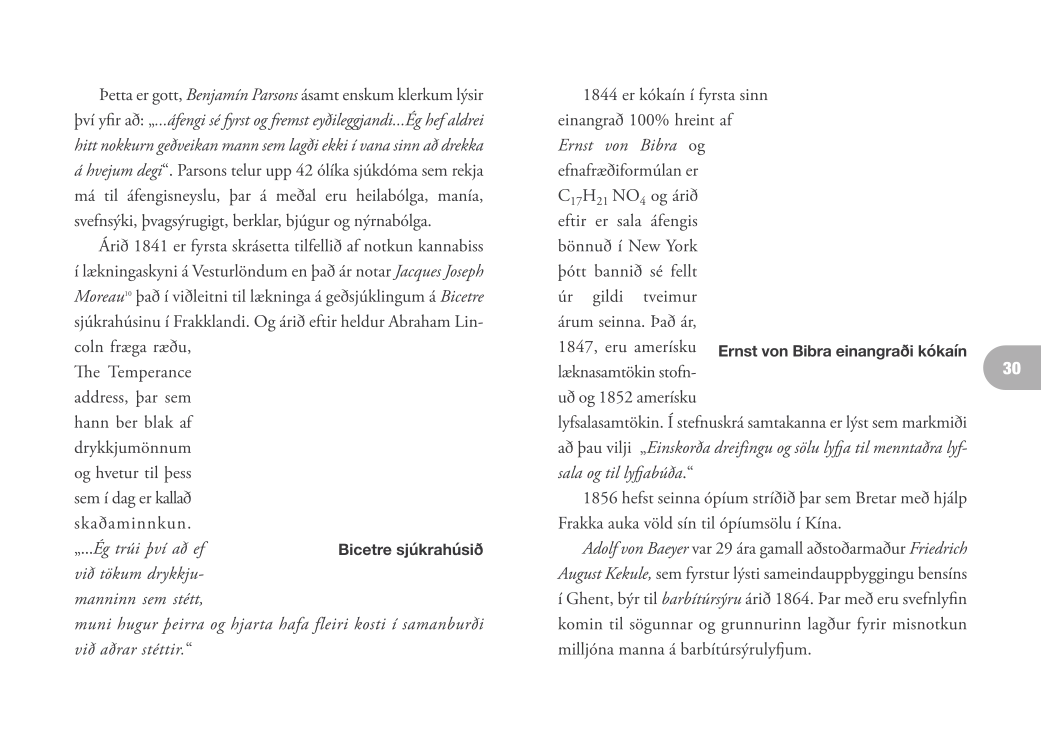 Þetta er gott, Benjamín Parsons ásamt enskum klerkum lýsir
því yfir að: „...áfengi sé fyrst og fremst eyðileggjandi...Ég hef aldrei
hitt nokkurn geðveikan mann sem lagði ekki í vana sinn að drekka
á hvejum degi“. Parsons telur upp 42 ólíka sjúkdóma sem rekja
má til áfengisneyslu, þar á meðal eru heilabólga, manía,
svefnsýki, þvagsýrugigt, berklar, bjúgur og nýrnabólga.
Árið 1841 er fyrsta skrásetta tilfellið af notkun kannabiss
í lækningaskyni á Vesturlöndum en það ár notar Jacques Joseph
Moreau¹⁰ það í viðleitni til lækninga á geðsjúklingum á Bicetre
sjúkrahúsinu í Frakklandi. Og árið eftir heldur Abraham Lin-
coln fræga ræðu,
The Temperance
address, þar sem
hann ber blak af
drykkjumönnum
og hvetur til þess
sem í dag er kallað
skaðaminnkun.
„...Ég trúi því að ef
við tökum drykkju-
manninn sem stétt,
muni hugur þeirra og hjarta hafa fleiri kosti í samanburði
við aðrar stéttir.“
Bicetre sjúkrahúsið
1844 er kókaín í fyrsta sinn
einangrað 100% hreint af
Ernst von Bibra og
efnafræðiformúlan er
C₁₇H₂₁ NO₄ og árið
eftir er sala áfengis
bönnuð í New York
þótt bannið sé fellt
úr gildi tveimur
árum seinna. Það ár,
1847, eru amerísku
læknasamtökin stofn-
uð og 1852 amerísku
lyfsalasamtökin. Í stefnuskrá samtakanna er lýst sem markmiði
að þau vilji „Einskorða dreifingu og sölu lyfja til menntaðra lyf-
sala og til lyfjabúða.“
Ernst von Bibra einangraði kókaín
1856 hefst seinna ópíum stríðið þar sem Bretar með hjálp
Frakka auka völd sín til ópíumsölu í Kína.
Adolf von Baeyer var 29 ára gamall aðstoðarmaður Friedrich
August Kekule, sem fyrstur lýsti sameindauppbyggingu bensíns
í Ghent, býr til barbítúrsýru árið 1864. Þar með eru svefnlyfin
komin til sögunnar og grunnurinn lagður fyrir misnotkun
milljóna manna á barbítúrsýrulyfjum.
30